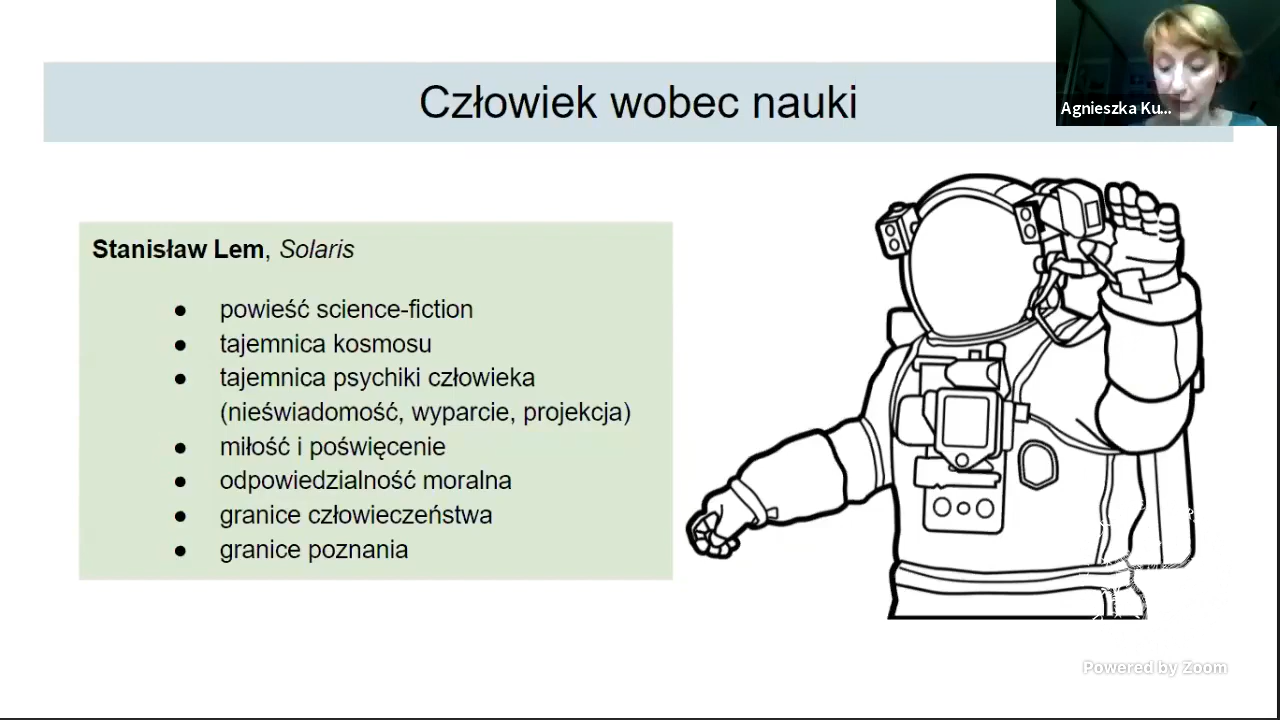 Człowiek wobec nauki
Agnieszka Ku...
Stanisław Lem, Solaris
● powieść science-fiction
● tajemnica kosmosu
● tajemnica psychiki człowieka
(nieświadomość, wyparcie, projekcja)
● miłość i poświęcenie
● odpowiedzialność moralna
● granice człowieczeństwa
● granice poznania
Powered by Zoom